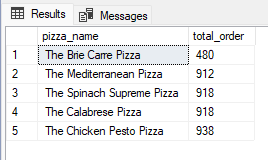 Results Messages
pizza_name total_order
1 The Brie Carre Pizza 480
2 The Mediterranean Pizza 912
3 The Spinach Supreme Pizza 918
4 The Calabrese Pizza 918
5 The Chicken Pesto Pizza 938